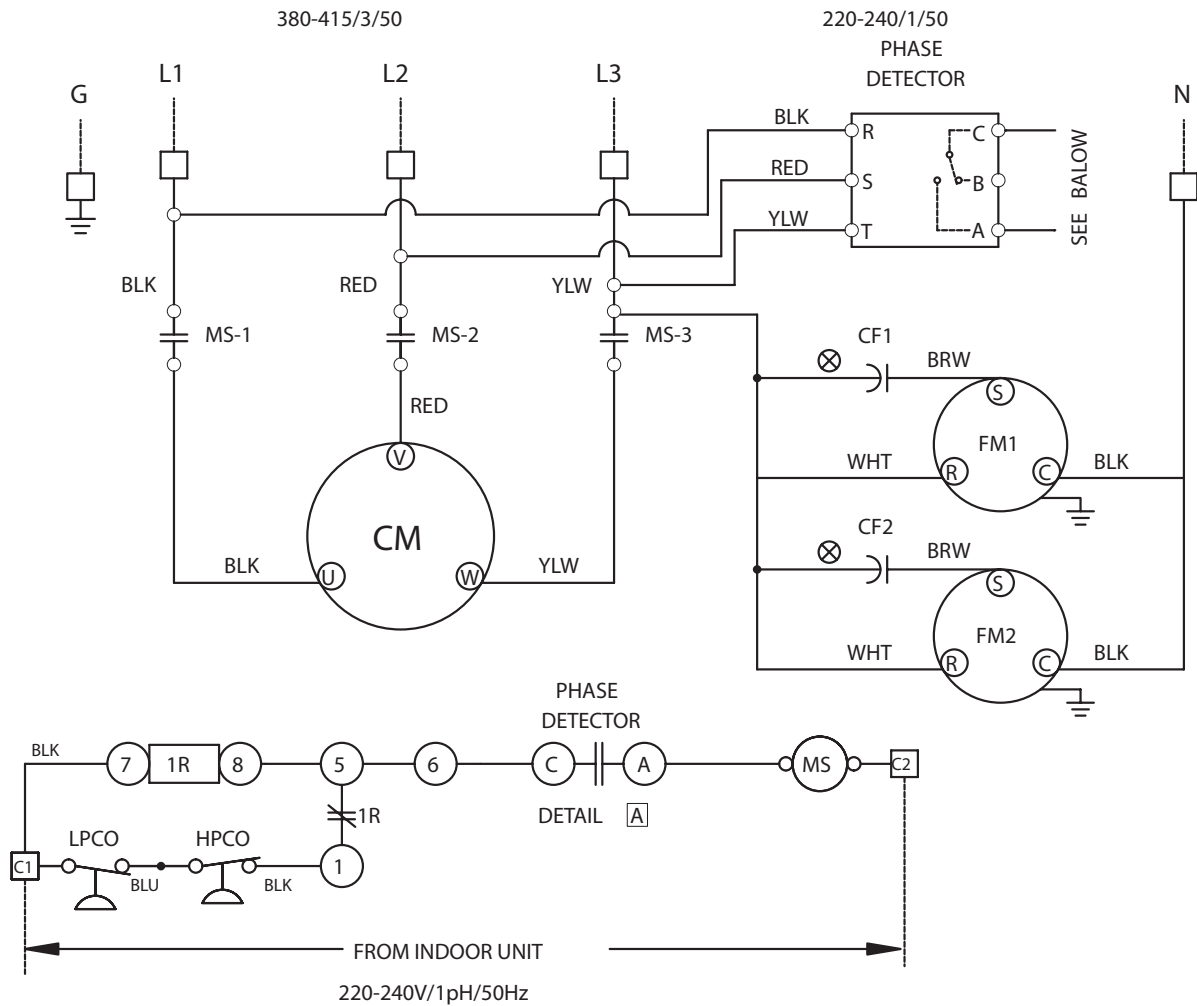 380-415/3/50
220-240/1/50
PHASE
DETECTOR
G
L1
L2
L3
N
BLK
R
C
RED
S
B
YLW
T
A
SEE BALOW
BLK
RED
YLW
MS-1
MS-2
MS-3
CF1
BRW
S
RED
FM1
V
WHT
R
C
BLK
CM
CF2
BRW
BLK
U
W
YLW
S
FM2
WHT
R
C
BLK
PHASE
DETECTOR
BLK
7
1R
8
5
6
C
A
MS
C2
1R
DETAIL A
LPCO
HPCO
C1
BLU
BLK
1
FROM INDOOR UNIT
220-240V/1pH/50Hz